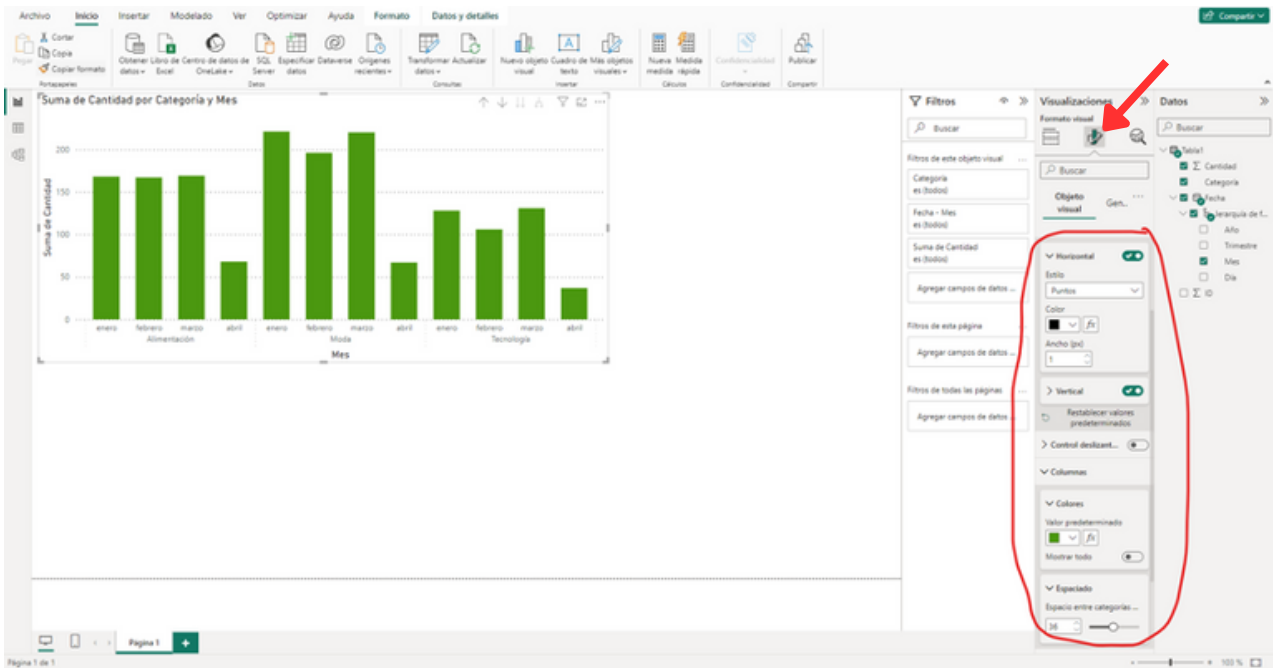 Archivo Inicio Insertar Modelado Ver Optimizar Ayuda Formato Datos y detalles
Compartir
Pegar
Cortar
Copia
Copiar formato
Portapapeles
Obtener datos
Libro de Excel
Centro de datos de OneLake
SQL Server
Especificar datos
Dataverse
Orígenes recientes
Datos
Transformar datos
Actualizar
Consultas
Nuevo objeto visual
Cuadro de texto
Más objetos visuales
Insertar
Nueva medida
Medida rápida
Cálculos
Confidencialidad
Confidencialidad
Publicar
Compartir
Suma de Cantidad por Categoría y Mes
Suma de Cantidad
200
150
100
50
0
enero febrero marzo abril enero febrero marzo abril enero febrero marzo abril
Alimentación Moda Tecnología
Mes
Filtros
Buscar
Filtros de este objeto visual ...
Categoría
es (todos)
Fecha - Mes
es (todos)
Suma de Cantidad
es (todos)
Agregar campos de datos ...
Filtros de esta página
Agregar campos de datos ...
Filtros de todas las páginas ...
Agregar campos de datos ...
Visualizaciones
Formato visual
Buscar
Objeto visual
Gen...
Horizontal
Estilo
Puntos
Color
fx
Ancho (px)
1
Vertical
Restablecer valores
predeterminados
Control deslizant...
Columnas
Colores
Valor predeterminado
fx
Mostrar todo
Espaciado
Espacio entre categorías ...
36
Datos
Buscar
Tabla1
Σ Cantidad
Categoría
Fecha
Jerarquía de f...
Año
Trimestre
Mes
Día
Σ ID
Página 1
+
Página 1 de 1
- + 100 %